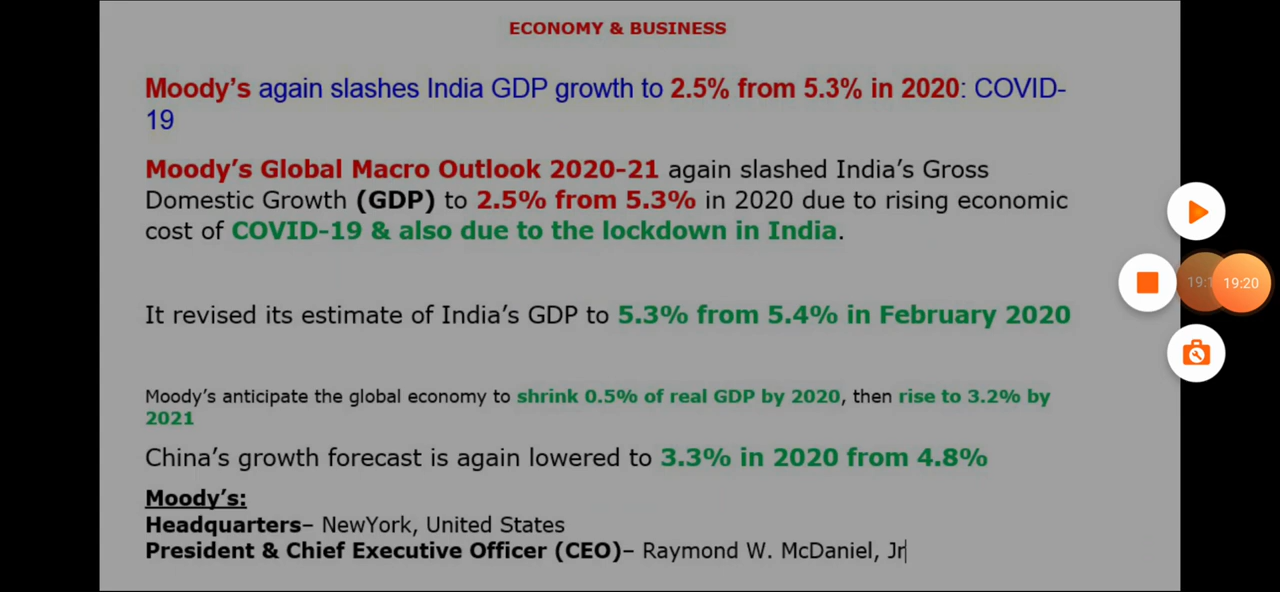 ECONOMY & BUSINESS
Moody's again slashes India GDP growth to 2.5% from 5.3% in 2020: COVID-
19
Moody's Global Macro Outlook 2020-21 again slashed India's Gross
Domestic Growth (GDP) to 2.5% from 5.3% in 2020 due to rising economic
cost of COVID-19 & also due to the lockdown in India.
It revised its estimate of India's GDP to 5.3% from 5.4% in February 2020
Moody's anticipate the global economy to shrink 0.5% of real GDP by 2020, then rise to 3.2% by
2021
China's growth forecast is again lowered to 3.3% in 2020 from 4.8%
Moody's:
Headquarters– NewYork, United States
President & Chief Executive Officer (CEO)– Raymond W. McDaniel, Jr
19:20